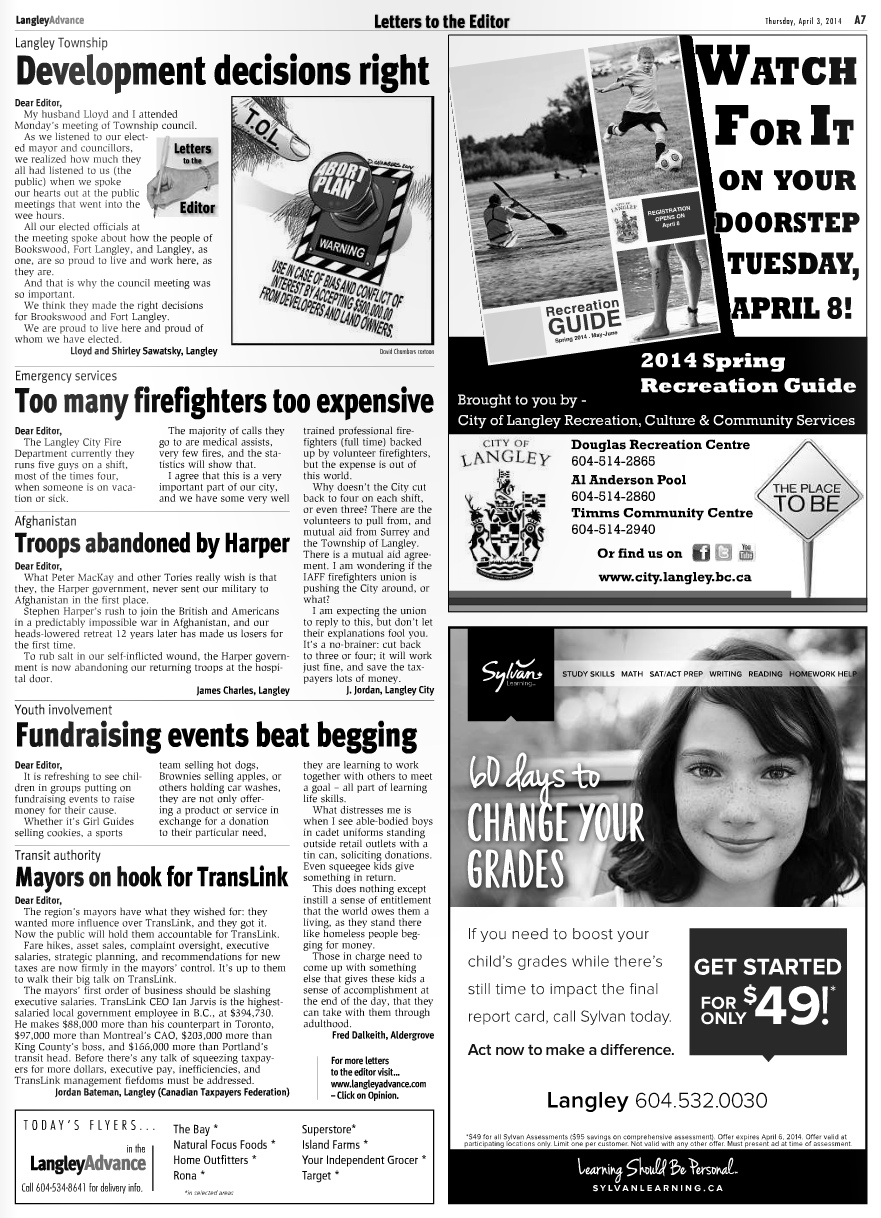 LangleyAdvance
Letters to the Editor
Thursday, April 3, 2014 A7
Langley Township
Development decisions right
Dear Editor,
My husband Lloyd and I attended
Monday's meeting of Township council.
As we listened to our elect-
ed mayor and councillors,
we realized how much they
all had listened to us (the
public) when we spoke
our hearts out at the public
meetings that went into the
wee hours.
All our elected officials at
the meeting spoke about how the people of
Bookswood, Fort Langley, and Langley, as
one, are so proud to live and work here, as
they are.
And that is why the council meeting was
so important.
We think they made the right decisions
for Brookswood and Fort Langley.
We are proud to live here and proud of
whom we have elected.
Lloyd and Shirley Sawatsky, Langley
Letters
to the
Editor
T.O.L.
D. CHAMBERS 2014
ABORT
PLAN
WARNING
USE IN CASE OF BIAS AND CONFLICT OF
INTEREST BY ACCEPTING $500,000.00
FROM DEVELOPERS AND LAND OWNERS.
David Chambers cartoon
Emergency services
Too many firefighters too expensive
Dear Editor,
The Langley City Fire
Department currently they
runs five guys on a shift,
most of the times four,
when someone is on vaca-
tion or sick.
The majority of calls they
go to are medical assists,
very few fires, and the sta-
tistics will show that.
I agree that this is a very
important part of our city,
and we have some very well
trained professional fire-
fighters (full time) backed
up by volunteer firefighters,
but the expense is out of
this world.
Why doesn't the City cut
back to four on each shift,
or even three? There are the
volunteers to pull from, and
mutual aid from Surrey and
the Township of Langley.
There is a mutual aid agree-
ment. I am wondering if the
IAFF firefighters union is
pushing the City around, or
what?
I am expecting the union
to reply to this, but don't let
their explanations fool you.
It's a no-brainer: cut back
to three or four; it will work
just fine, and save the tax-
payers lots of money.
J. Jordan, Langley City
Afghanistan
Troops abandoned by Harper
Dear Editor,
What Peter MacKay and other Tories really wish is that
they, the Harper government, never sent our military to
Afghanistan in the first place.
Stephen Harper's rush to join the British and Americans
in a predictably impossible war in Afghanistan, and our
heads-lowered retreat 12 years later has made us losers for
the first time.
To rub salt in our self-inflicted wound, the Harper govern-
ment is now abandoning our returning troops at the hospi-
tal door.
James Charles, Langley
Youth involvement
Fundraising events beat begging
Dear Editor,
It is refreshing to see chil-
dren in groups putting on
fundraising events to raise
money for their cause.
Whether it's Girl Guides
selling cookies, a sports
team selling hot dogs,
Brownies selling apples, or
others holding car washes,
they are not only offer-
ing a product or service in
exchange for a donation
to their particular need,
they are learning to work
together with others to meet
a goal – all part of learning
life skills.
What distresses me is
when I see able-bodied boys
in cadet uniforms standing
outside retail outlets with a
tin can, soliciting donations.
Even squeegee kids give
something in return.
This does nothing except
instill a sense of entitlement
that the world owes them a
living, as they stand there
like homeless people beg-
ging for money.
Those in charge need to
come up with something
else that gives these kids a
sense of accomplishment at
the end of the day, that they
can take with them through
adulthood.
Fred Dalkeith, Aldergrove
For more letters
to the editor visit...
www.langleyadvance.com
– Click on Opinion.
Transit authority
Mayors on hook for TransLink
Dear Editor,
The region's mayors have what they wished for: they
wanted more influence over TransLink, and they got it.
Now the public will hold them accountable for TransLink.
Fare hikes, asset sales, complaint oversight, executive
salaries, strategic planning, and recommendations for new
taxes are now firmly in the mayors' control. It's up to them
to walk their big talk on TransLink.
The mayors' first order of business should be slashing
executive salaries. TransLink CEO Ian Jarvis is the highest-
salaried local government employee in B.C., at $394,730.
He makes $88,000 more than his counterpart in Toronto,
$97,000 more than Montreal's CAO, $203,000 more than
King County's boss, and $166,000 more than Portland's
transit head. Before there's any talk of squeezing taxpay-
ers for more dollars, executive pay, inefficiencies, and
TransLink management fiefdoms must be addressed.
Jordan Bateman, Langley (Canadian Taxpayers Federation)
TODAY'S FLYERS...
in the
LangleyAdvance
Call 604-534-8641 for delivery info.
The Bay *
Natural Focus Foods *
Home Outfitters *
Rona *
*in selected areas
Superstore*
Island Farms *
Your Independent Grocer *
Target *
WATCH
FOR IT
ON YOUR
DOORSTEP
TUESDAY,
APRIL 8!
CITY OF
LANGLEY
REGISTRATION
OPENS ON
April 8
Recreation
GUIDE
Spring 2014 . May-June
2014 Spring
Recreation Guide
Brought to you by -
City of Langley Recreation, Culture & Community Services
CITY OF
LANGLEY
Douglas Recreation Centre
604-514-2865
Al Anderson Pool
604-514-2860
Timms Community Centre
604-514-2940
Or find us on
You
Tube
www.city.langley.bc.ca
THE PLACE
TO BE
Sylvan
Learning
STUDY SKILLS MATH SAT/ACT PREP WRITING READING HOMEWORK HELP
60 days to
CHANGE YOUR
GRADES
If you need to boost your
child's grades while there's
still time to impact the final
report card, call Sylvan today.
Act now to make a difference.
GET STARTED
FOR ONLY $49!*
Langley 604.532.0030
*$49 for all Sylvan Assessments ($95 savings on comprehensive assessment). Offer expires April 6, 2014. Offer valid at
participating locations only. Limit one per customer. Not valid with any other offer. Must present ad at time of assessment.
Learning Should Be Personal.
SYLVANLEARNING.CA